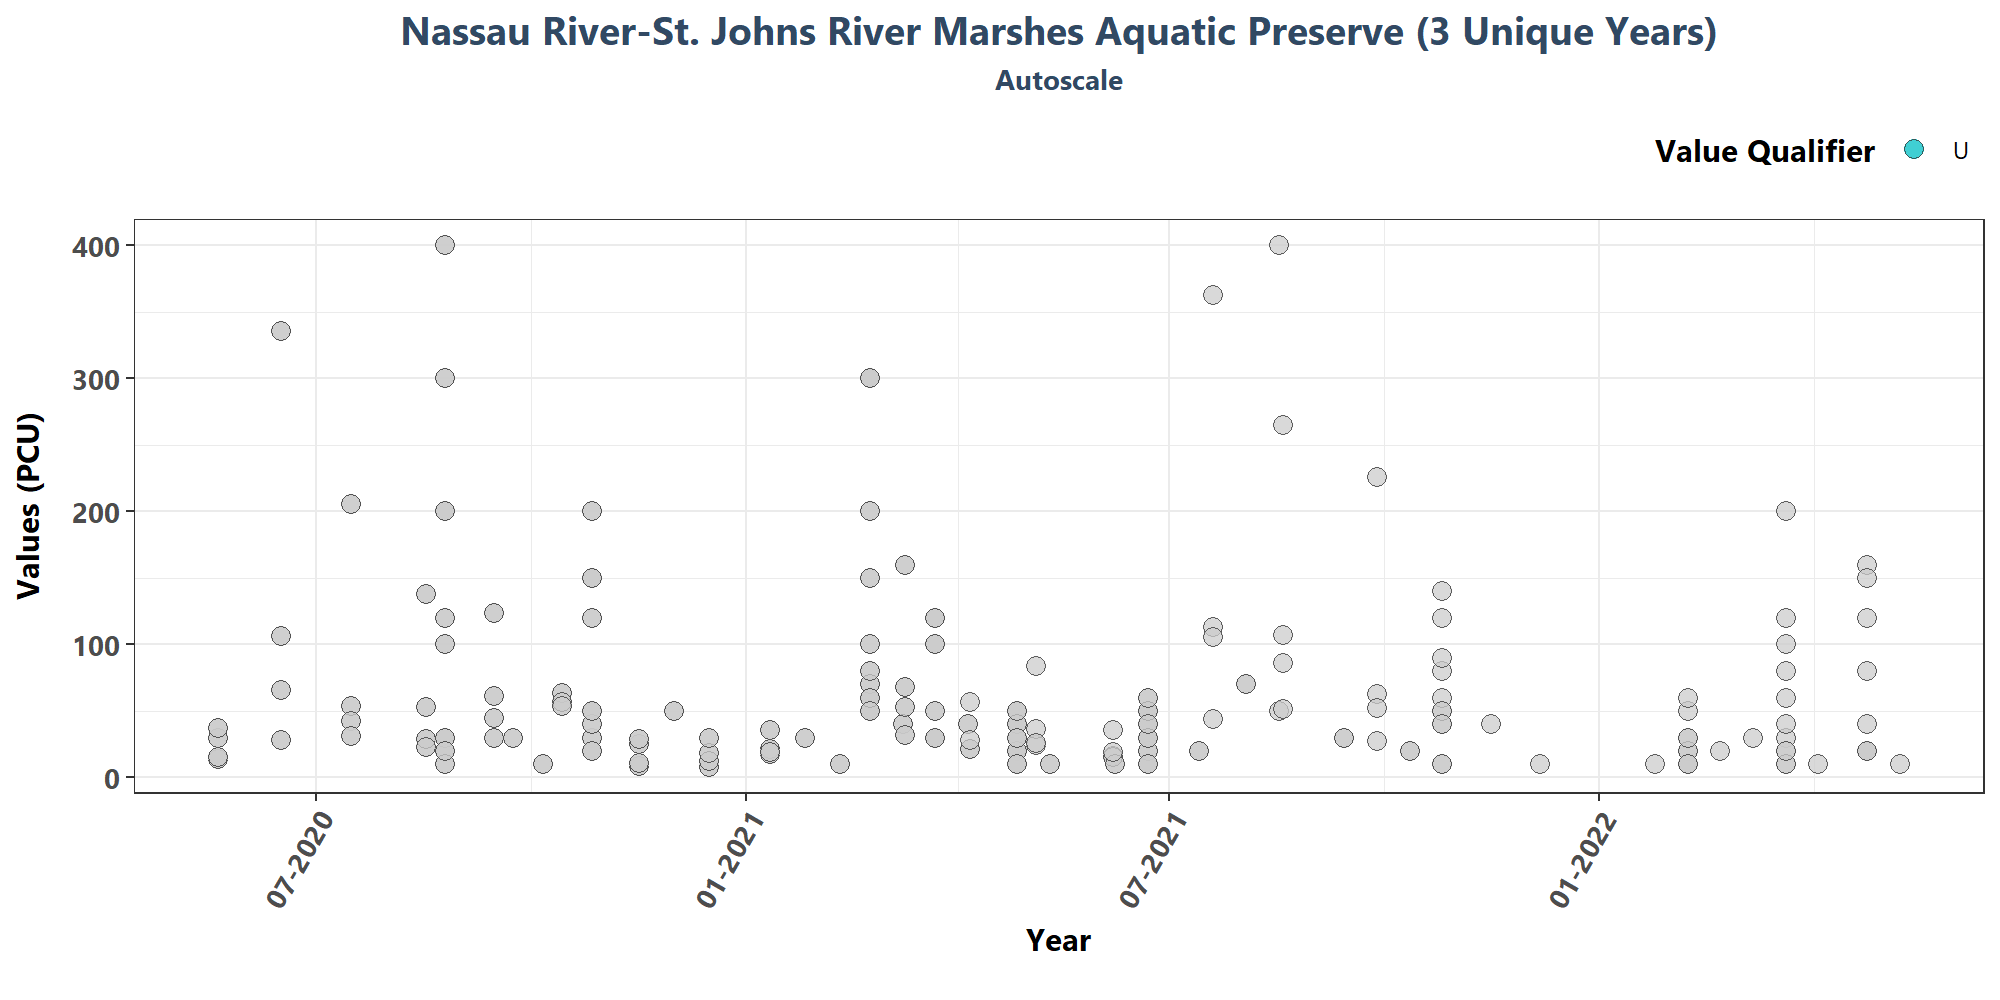 Nassau River-St. Johns River Marshes Aquatic Preserve (3 Unique Years)
Autoscale
Value Qualifier U
Values (PCU)
400
300
200
100
0
07-2020
01-2021
07-2021
01-2022
Year